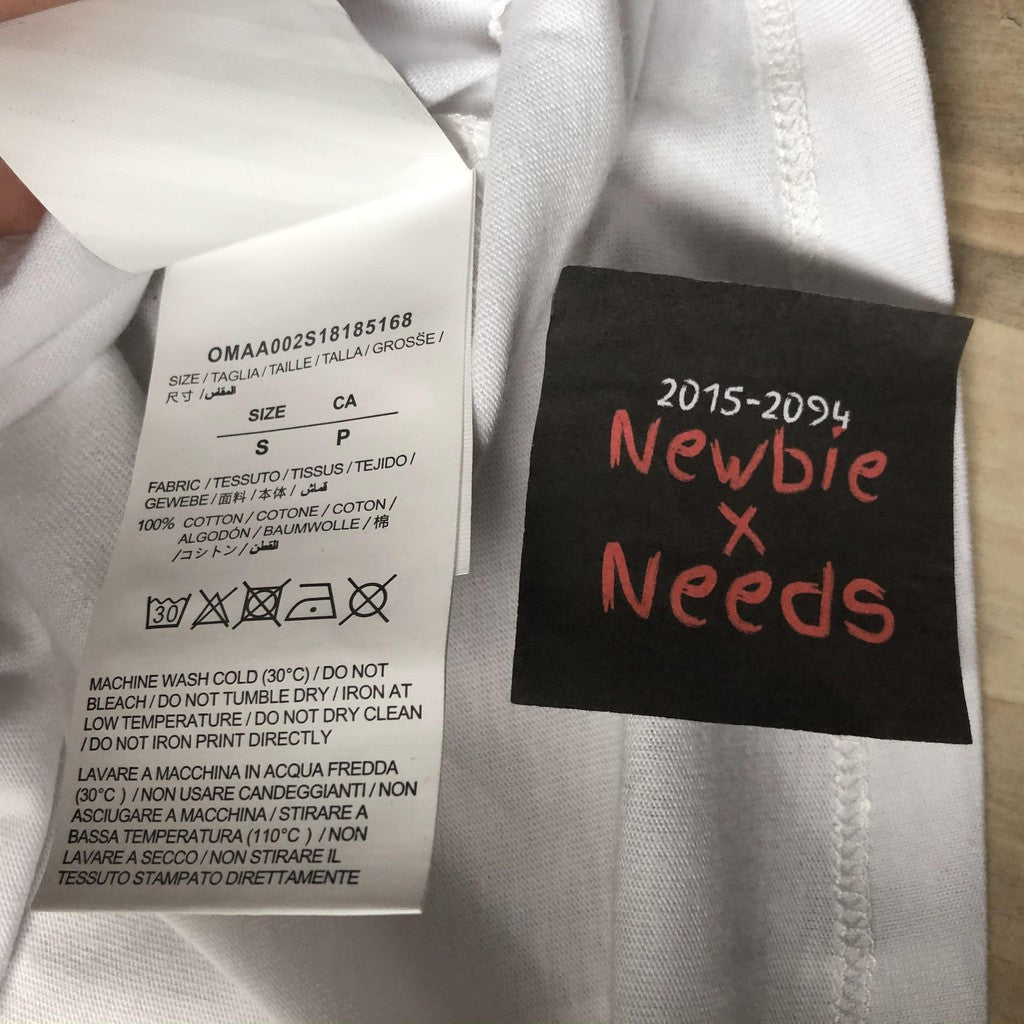 OMAA002S18185168
SIZE / TAGLIA / TAILLE / TALLA / GROSSE /
尺寸 / المقاس
SIZE CA
S P
FABRIC / TESSUTO / TISSUS / TEJIDO /
GEWEBE / 面料 / 本体 / قماش
100% COTTON / COTONE / COTON /
ALGODÓN / BAUMWOLLE / 棉
/ コシトン / القطن
30
MACHINE WASH COLD (30°C) / DO NOT
BLEACH / DO NOT TUMBLE DRY / IRON AT
LOW TEMPERATURE / DO NOT DRY CLEAN
/ DO NOT IRON PRINT DIRECTLY
LAVARE A MACCHINA IN ACQUA FREDDA
(30°C ) / NON USARE CANDEGGIANTI / NON
ASCIUGARE A MACCHINA / STIRARE A
BASSA TEMPERATURA (110°C ) / NON
LAVARE A SECCO / NON STIRARE IL
TESSUTO STAMPATO DIRETTAMENTE
2015-2094
Newbie
x
Needs